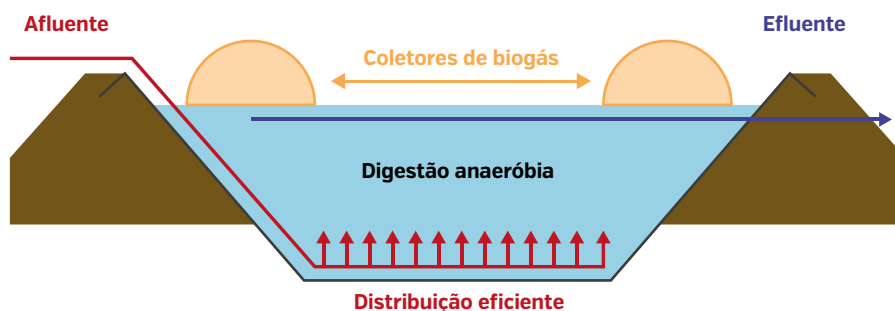 Afluente
Efluente
Coletores de biogás
Digestão anaeróbia
Distribuição eficiente